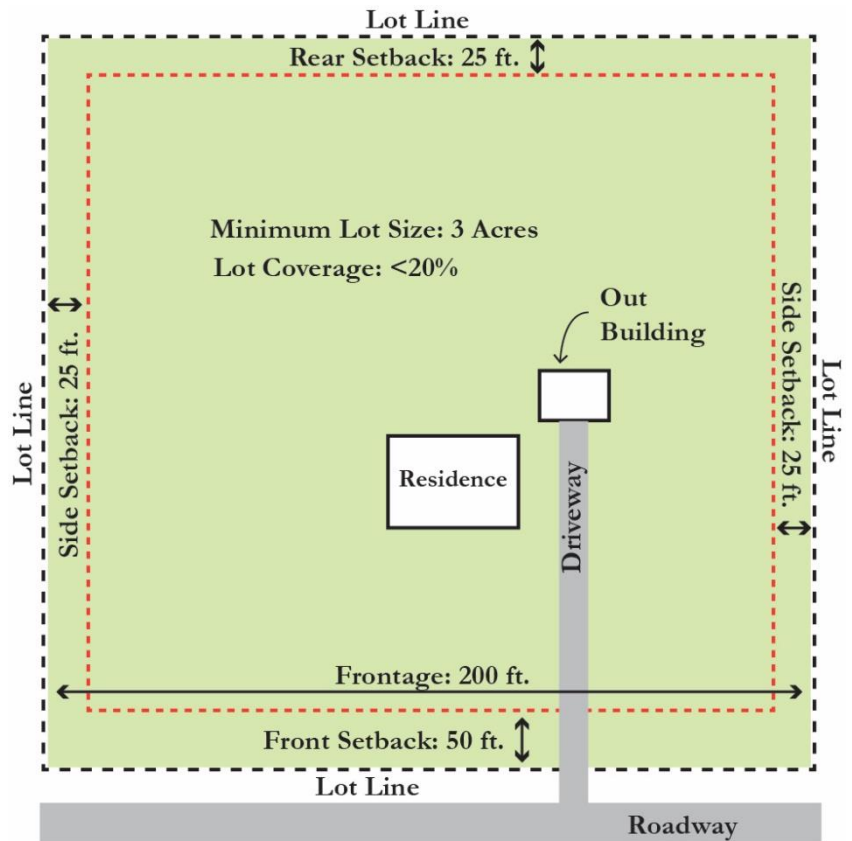 Lot Line
Rear Setback: 25 ft.
Minimum Lot Size: 3 Acres
Lot Coverage: <20%
Out
Building
Side Setback: 25 ft.
Lot Line
Lot Line
Side Setback: 25 ft.
Residence
Driveway
Frontage: 200 ft.
Front Setback: 50 ft.
Lot Line
Roadway